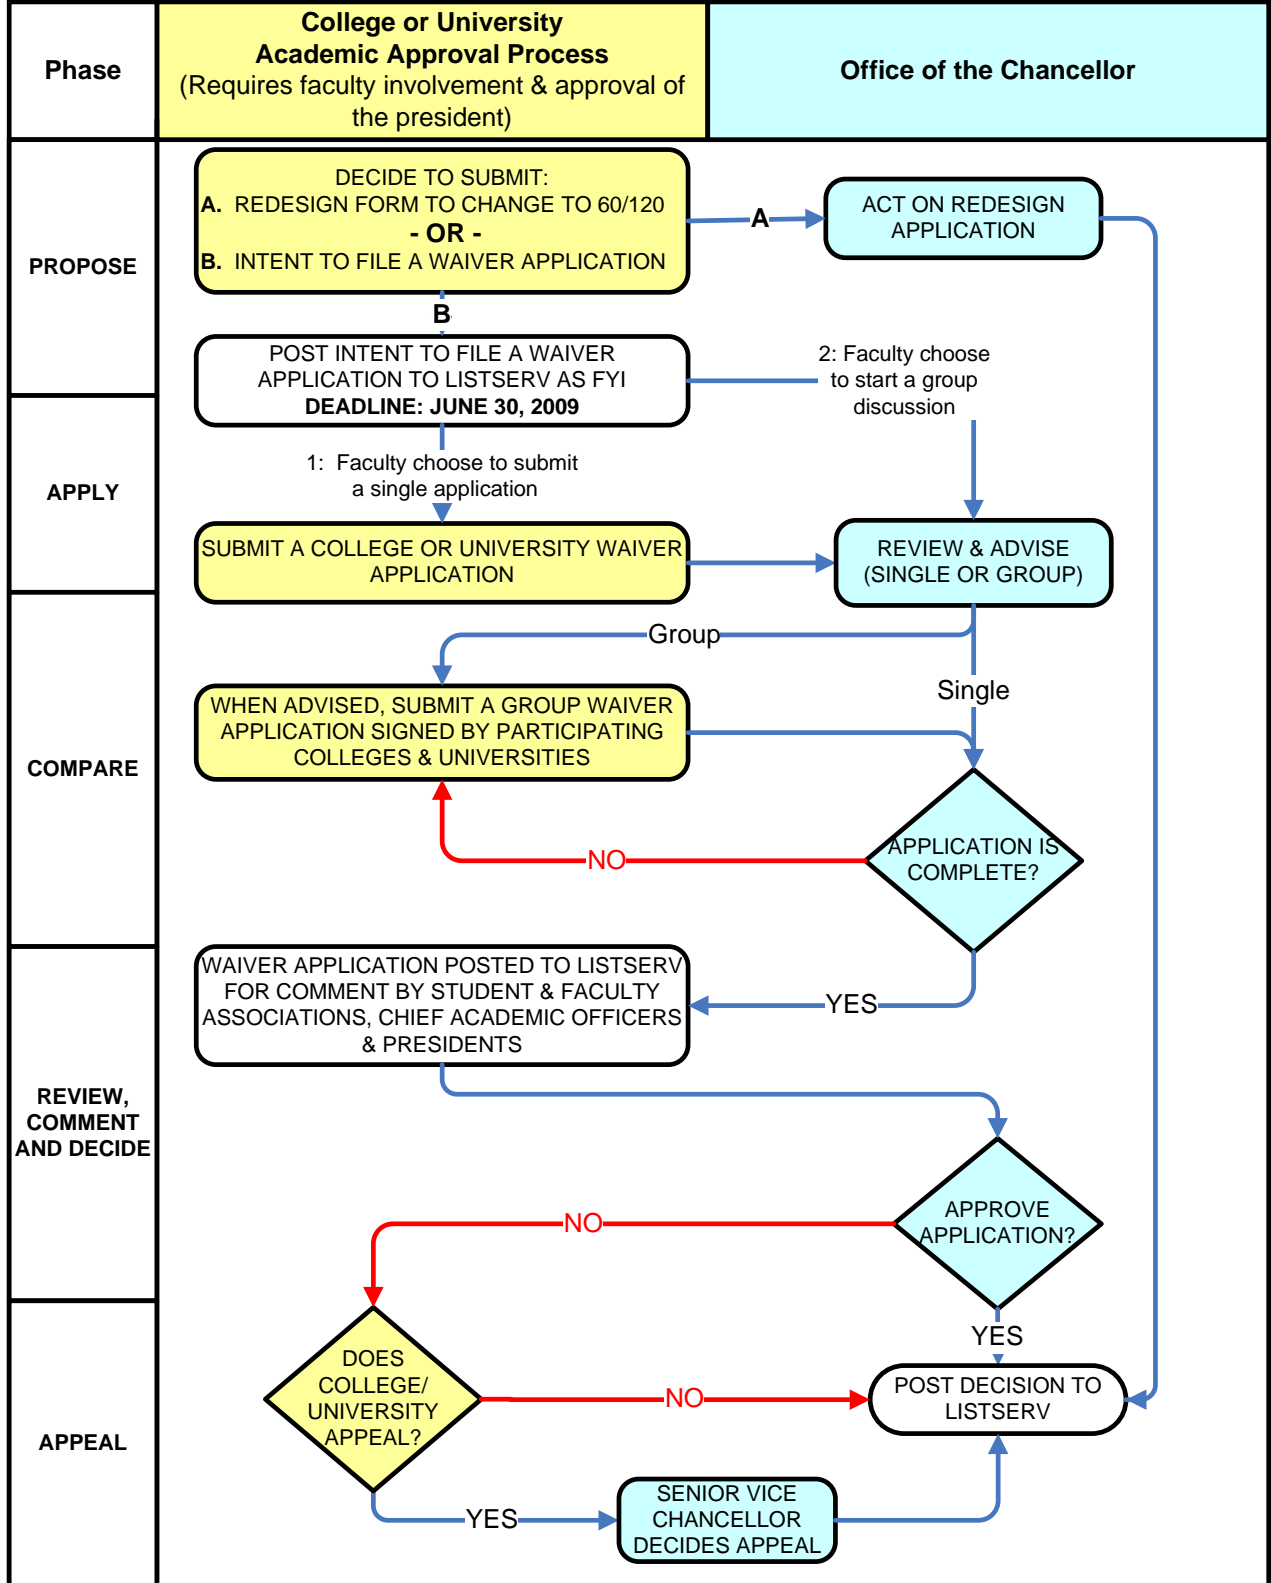 Phase
College or University
Academic Approval Process
(Requires faculty involvement & approval of
the president)
Office of the Chancellor
PROPOSE
DECIDE TO SUBMIT:
A. REDESIGN FORM TO CHANGE TO 60/120
- OR -
B. INTENT TO FILE A WAIVER APPLICATION
A
ACT ON REDESIGN
APPLICATION
B
POST INTENT TO FILE A WAIVER
APPLICATION TO LISTSERV AS FYI
DEADLINE: JUNE 30, 2009
2: Faculty choose
to start a group
discussion
APPLY
1: Faculty choose to submit
a single application
SUBMIT A COLLEGE OR UNIVERSITY WAIVER
APPLICATION
REVIEW & ADVISE
(SINGLE OR GROUP)
Group
Single
COMPARE
WHEN ADVISED, SUBMIT A GROUP WAIVER
APPLICATION SIGNED BY PARTICIPATING
COLLEGES & UNIVERSITIES
APPLICATION IS
COMPLETE?
NO
YES
REVIEW,
COMMENT
AND DECIDE
WAIVER APPLICATION POSTED TO LISTSERV
FOR COMMENT BY STUDENT & FACULTY
ASSOCIATIONS, CHIEF ACADEMIC OFFICERS
& PRESIDENTS
APPROVE
APPLICATION?
NO
YES
APPEAL
DOES
COLLEGE/
UNIVERSITY
APPEAL?
NO
POST DECISION TO
LISTSERV
YES
SENIOR VICE
CHANCELLOR
DECIDES APPEAL